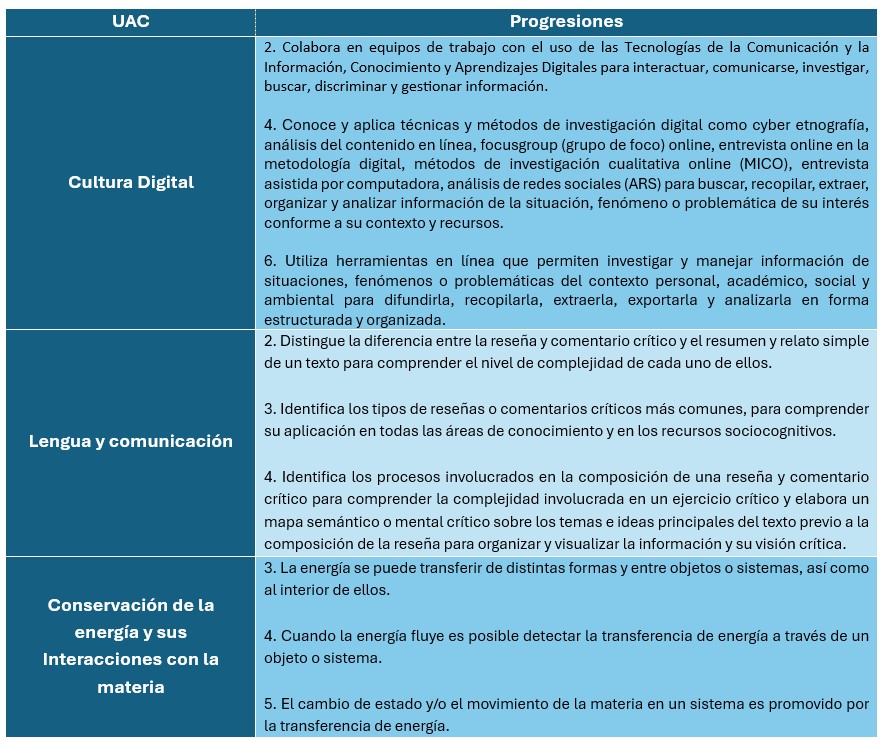 UAC
Progresiones
Cultura Digital
2. Colabora en equipos de trabajo con el uso de las Tecnologías de la Comunicación y la
Información, Conocimiento y Aprendizajes Digitales para interactuar, comunicarse, investigar,
buscar, discriminar y gestionar información.
4. Conoce y aplica técnicas y métodos de investigación digital como cyber etnografía,
análisis del contenido en línea, focusgroup (grupo de foco) online, entrevista online en la
metodología digital, métodos de investigación cualitativa online (MICO), entrevista
asistida por computadora, análisis de redes sociales (ARS) para buscar, recopilar, extraer,
organizar y analizar información de la situación, fenómeno o problemática de su interés
conforme a su contexto y recursos.
6. Utiliza herramientas en línea que permiten investigar y manejar información de
situaciones, fenómenos o problemáticas del contexto personal, académico, social y
ambiental para difundirla, recopilarla, extraerla, exportarla y analizarla en forma
estructurada y organizada.
Lengua y comunicación
2. Distingue la diferencia entre la reseña y comentario crítico y el resumen y relato simple
de un texto para comprender el nivel de complejidad de cada uno de ellos.
3. Identifica los tipos de reseñas o comentarios críticos más comunes, para comprender
su aplicación en todas las áreas de conocimiento y en los recursos sociocognitivos.
4. Identifica los procesos involucrados en la composición de una reseña y comentario
crítico para comprender la complejidad involucrada en un ejercicio crítico y elabora un
mapa semántico o mental crítico sobre los temas e ideas principales del texto previo a la
composición de la reseña para organizar y visualizar la información y su visión crítica.
Conservación de la
energía y sus
Interacciones con la
materia
3. La energía se puede transferir de distintas formas y entre objetos o sistemas, así como
al interior de ellos.
4. Cuando la energía fluye es posible detectar la transferencia de energía a través de un
objeto o sistema.
5. El cambio de estado y/o el movimiento de la materia en un sistema es promovido por
la transferencia de energía.